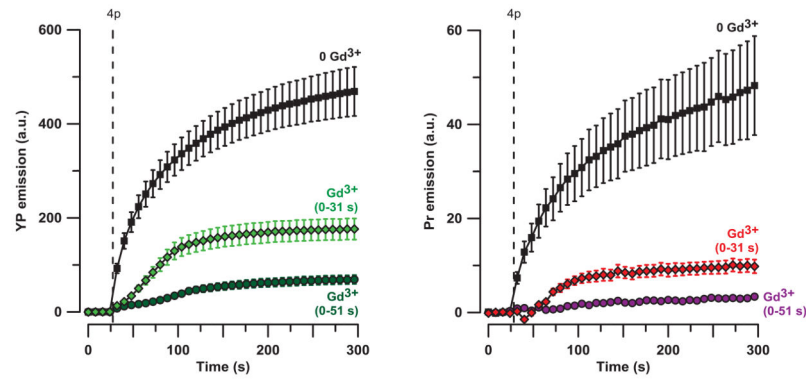 4p
600
400
200
0
YP emission (a.u.)
0 Gd³⁺
Gd³⁺
(0-31 s)
Gd³⁺
(0-51 s)
0
100
200
300
Time (s)
4p
60
40
20
0
Pr emission (a.u.)
0 Gd³⁺
Gd³⁺
(0-31 s)
Gd³⁺
(0-51 s)
0
100
200
300
Time (s)